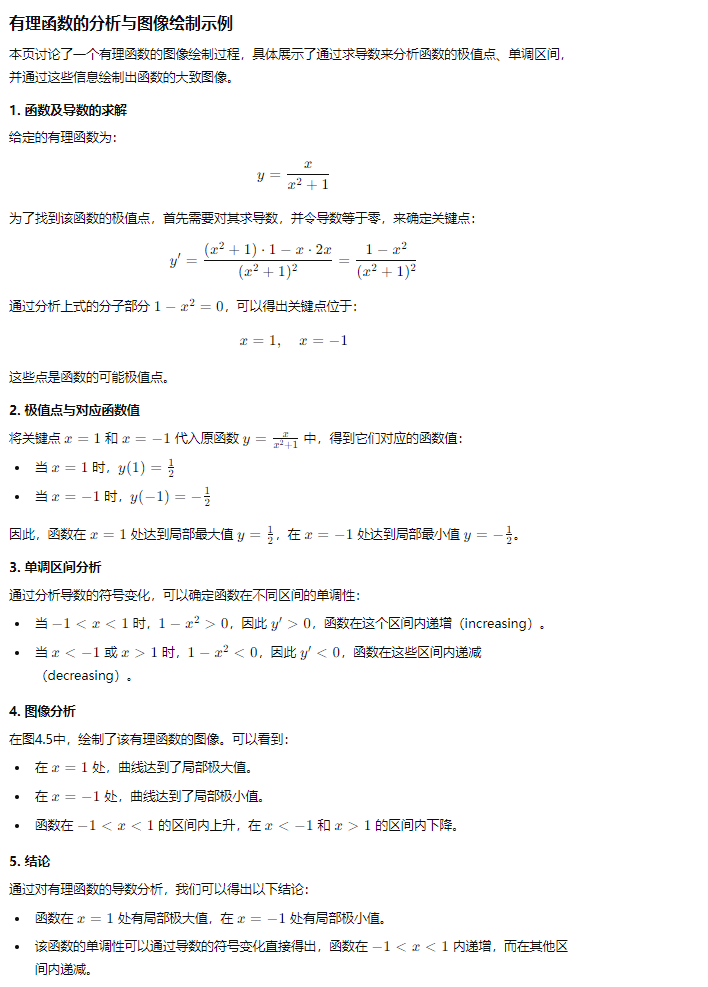 有理函数的分析与图像绘制示例
本页讨论了一个有理函数的图像绘制过程，具体展示了通过求导数来分析函数的极值点、单调区间，
并通过这些信息绘制出函数的大致图像。
1. 函数及导数的求解
给定的有理函数为：
$y = \frac{x}{x^2+1}$
为了找到该函数的极值点，首先需要对其求导数，并令导数等于零，来确定关键点：
$y' = \frac{(x^2+1)\cdot 1 - x\cdot 2x}{(x^2+1)^2} = \frac{1-x^2}{(x^2+1)^2}$
通过分析上式的分子部分 $1-x^2=0$，可以得出关键点位于：
$x=1,\quad x=-1$
这些点是函数的可能极值点。
2. 极值点与对应函数值
将关键点 $x=1$ 和 $x=-1$ 代入原函数 $y=\frac{x}{x^2+1}$ 中，得到它们对应的函数值：
• 当 $x=1$ 时，$y(1)=\frac{1}{2}$
• 当 $x=-1$ 时，$y(-1)=-\frac{1}{2}$
因此，函数在 $x=1$ 处达到局部最大值 $y=\frac{1}{2}$，在 $x=-1$ 处达到局部最小值 $y=-\frac{1}{2}$。
3. 单调区间分析
通过分析导数的符号变化，可以确定函数在不同区间的单调性：
• 当 $-1<x<1$ 时，$1-x^2>0$，因此 $y'>0$，函数在这个区间内递增（increasing）。
• 当 $x<-1$ 或 $x>1$ 时，$1-x^2<0$，因此 $y'<0$，函数在这些区间内递减
（decreasing）。
4. 图像分析
在图4.5中，绘制了该有理函数的图像。可以看到：
• 在 $x=1$ 处，曲线达到了局部极大值。
• 在 $x=-1$ 处，曲线达到了局部极小值。
• 函数在 $-1<x<1$ 的区间内上升，在 $x<-1$ 和 $x>1$ 的区间内下降。
5. 结论
通过对有理函数的导数分析，我们可以得出以下结论：
• 函数在 $x=1$ 处有局部极大值，在 $x=-1$ 处有局部极小值。
• 该函数的单调性可以通过导数的符号变化直接得出，函数在 $-1<x<1$ 内递增，而在其他区
间内递减。